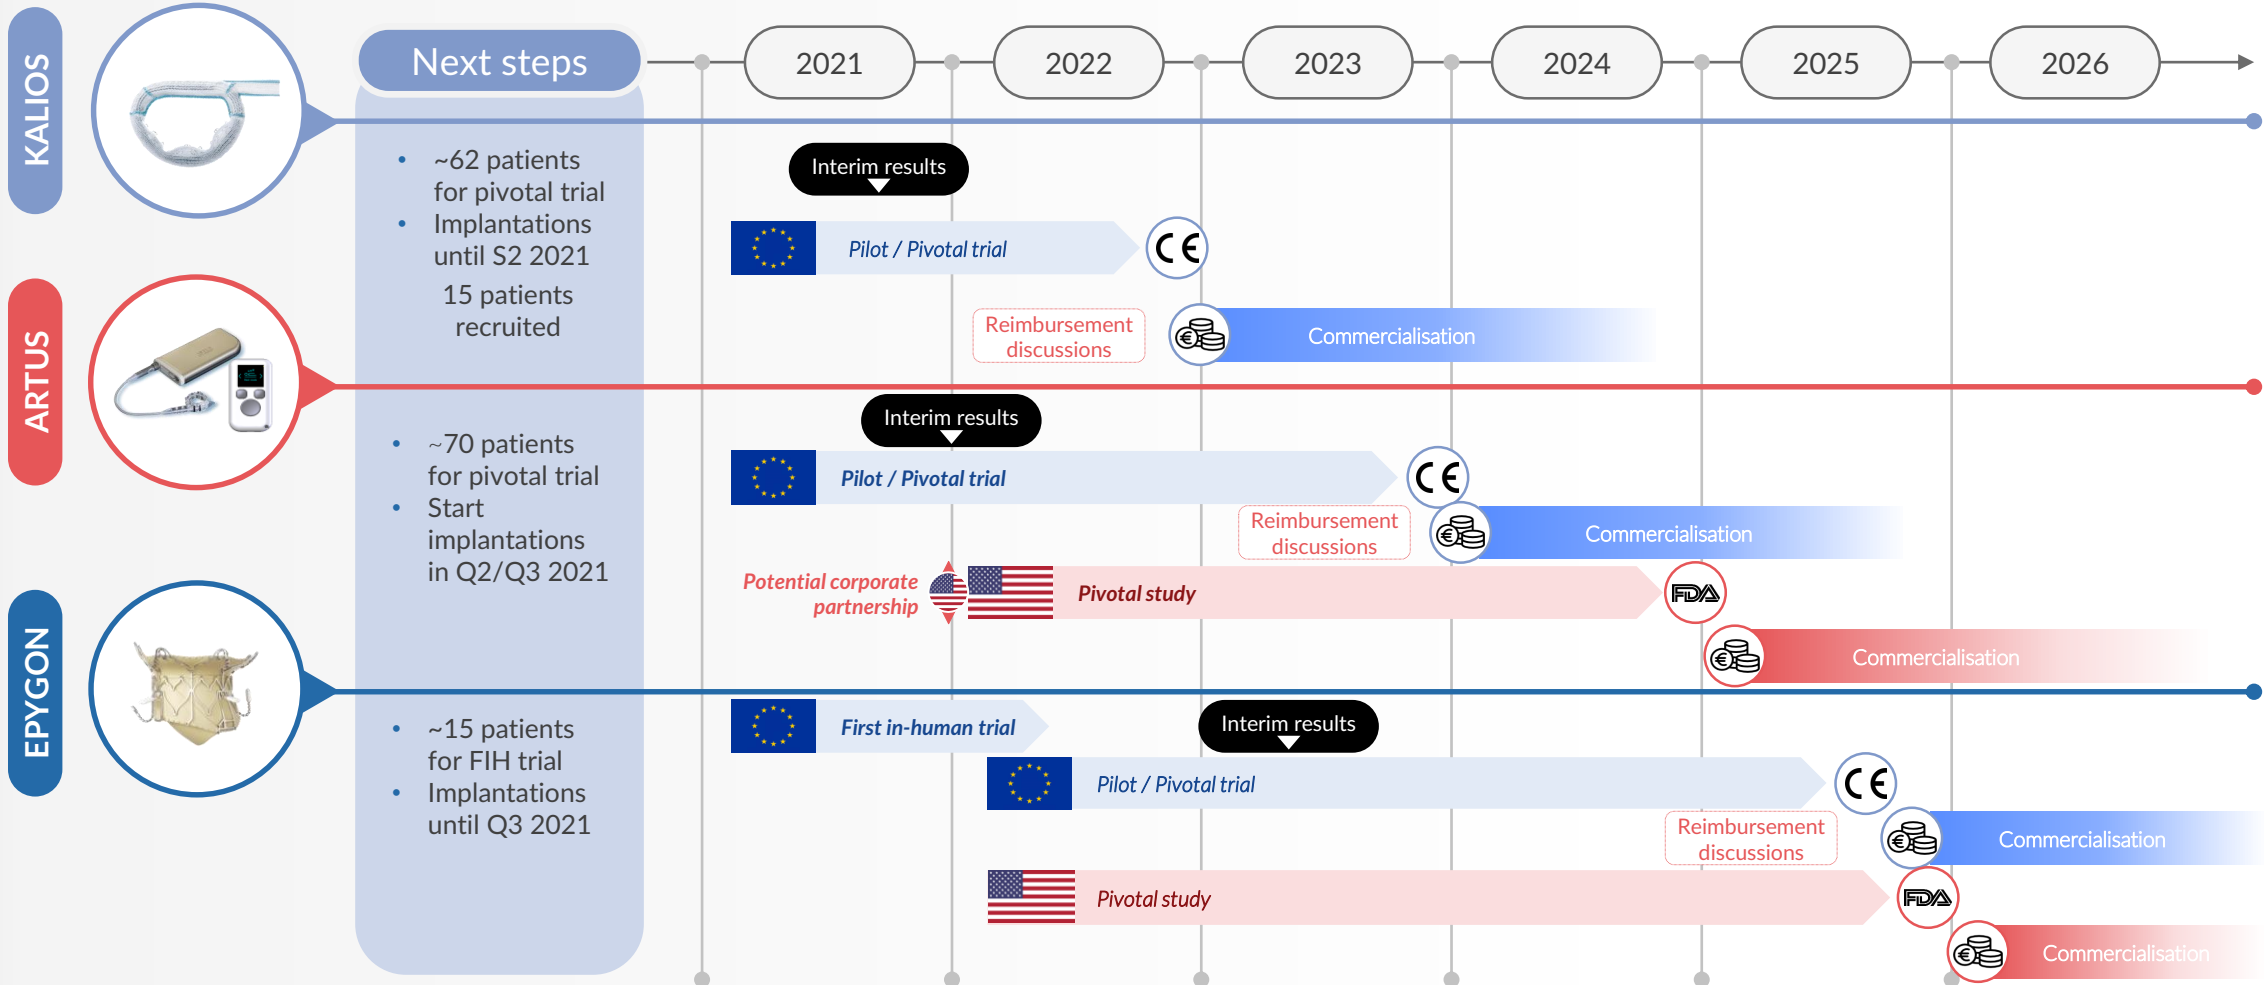 Next steps
2021
2022
2023
2024
2025
2026
KALIOS
• ~62 patients
for pivotal trial
• Implantations
until S2 2021
15 patients
recruited
Interim results
Pilot / Pivotal trial
CE
Reimbursement
discussions
€
Commercialisation
ARTUS
• ~70 patients
for pivotal trial
• Start
implantations
in Q2/Q3 2021
Interim results
Pilot / Pivotal trial
CE
Reimbursement
discussions
€
Commercialisation
Potential corporate
partnership
Pivotal study
FDA
€
Commercialisation
EPYGON
• ~15 patients
for FIH trial
• Implantations
until Q3 2021
First in-human trial
Interim results
Pilot / Pivotal trial
CE
Reimbursement
discussions
€
Commercialisation
Pivotal study
FDA
€
Commercialisation